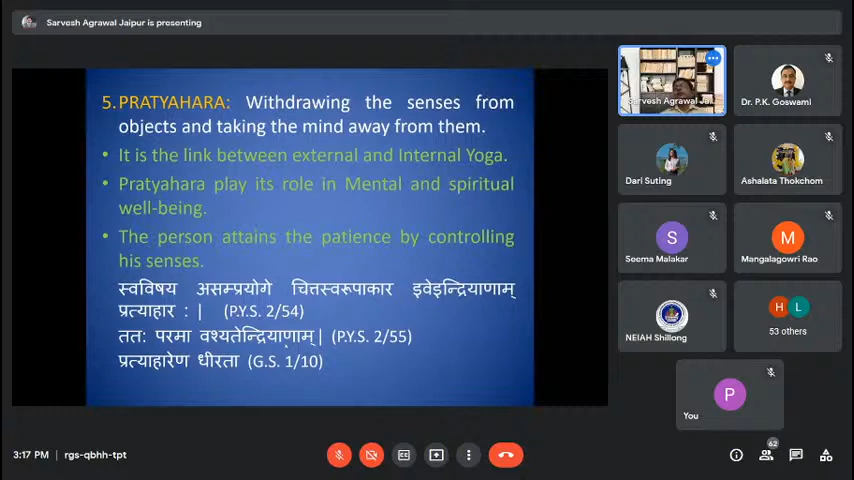 Sarvesh Agrawal Jaipur is presenting
5. PRATYAHARA: Withdrawing the senses from
objects and taking the mind away from them.
• It is the link between external and Internal Yoga.
• Pratyahara play its role in Mental and spiritual
well-being.
• The person attains the patience by controlling
his senses.
स्वविषय असम्प्रयोगे चित्तस्वरूपाकार इवेइन्द्रियाणाम्
प्रत्याहार : | (P.Y.S. 2/54)
ततः परमा वश्यतेन्द्रियाणाम्| (P.Y.S. 2/55)
प्रत्याहारेण धीरता (G.S. 1/10)
Sarvesh Agrawal Jai...
Dr. P.K. Goswami
Dari Suting
Ashalata Thokchom
S
Seema Malakar
M
Mangalagowri Rao
NEIAH Shillong
H L
53 others
P
You
3:17 PM | rgs-qbhh-tpt
62